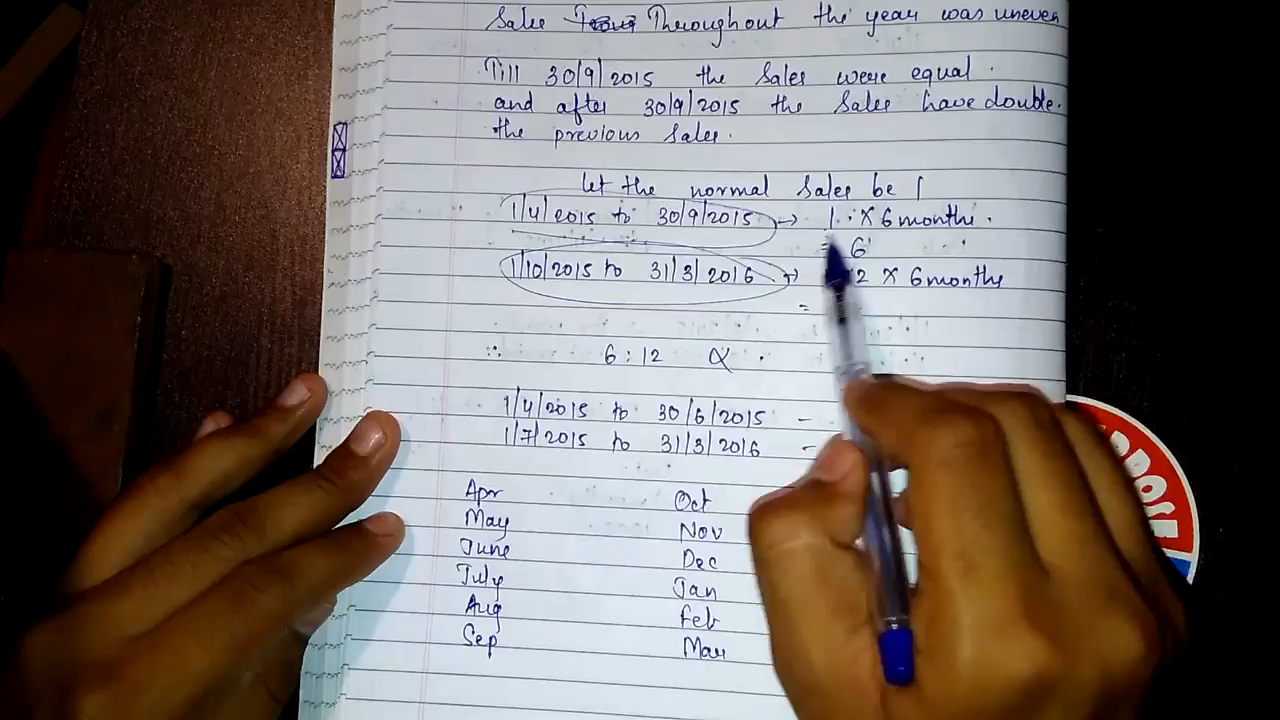 Sales Throughout the year was uneven
Till 30/9/2015 the Sales were equal.
and after 30/9/2015 the Sales have double.
the previous Sales.
let the normal Sales be 1
1/4/2015 to 30/9/2015 → 1 × 6 months.
= 6
1/10/2015 to 31/3/2016 → 2 × 6 months
=
∴ 6 : 12
1/4/2015 to 30/6/2015 -
1/7/2015 to 31/3/2016 -
Apr Oct
May Nov
June Dec
July Jan
Aug Feb
Sep Mar